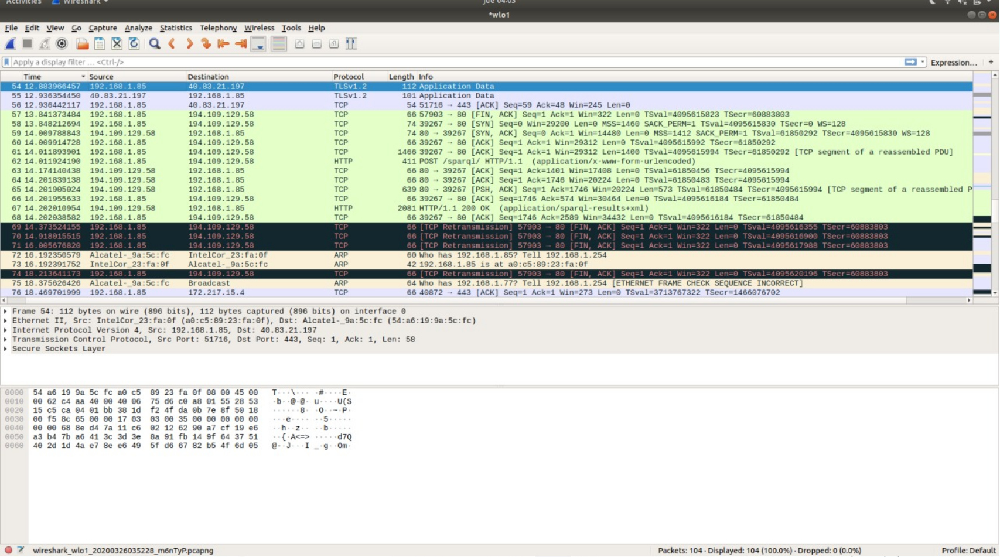 Activities Wireshark jue 04:05
*wlo1
File Edit View Go Capture Analyze Statistics Telephony Wireless Tools Help
Apply a display filter ... <Ctrl-/> Expression... +
Time Source Destination Protocol Length Info
54 12.883966457 192.168.1.85 40.83.21.197 TLSv1.2 112 Application Data
55 12.936354450 40.83.21.197 192.168.1.85 TLSv1.2 101 Application Data
56 12.936442117 192.168.1.85 40.83.21.197 TCP 54 51716 → 443 [ACK] Seq=59 Ack=48 Win=245 Len=0
57 13.841373484 192.168.1.85 194.109.129.58 TCP 66 57903 → 80 [FIN, ACK] Seq=1 Ack=1 Win=322 Len=0 TSval=4095615823 TSecr=60883803
58 13.848212694 192.168.1.85 194.109.129.58 TCP 74 39267 → 80 [SYN] Seq=0 Win=29200 Len=0 MSS=1460 SACK_PERM=1 TSval=4095615830 TSecr=0 WS=128
59 14.009788843 194.109.129.58 192.168.1.85 TCP 74 80 → 39267 [SYN, ACK] Seq=0 Ack=1 Win=14480 Len=0 MSS=1412 SACK_PERM=1 TSval=61850292 TSecr=4095615830 WS=128
60 14.009914728 192.168.1.85 194.109.129.58 TCP 66 39267 → 80 [ACK] Seq=1 Ack=1 Win=29312 Len=0 TSval=4095615992 TSecr=61850292
61 14.011893901 192.168.1.85 194.109.129.58 TCP 1466 39267 → 80 [ACK] Seq=1 Ack=1 Win=29312 Len=1400 TSval=4095615994 TSecr=61850292 [TCP segment of a reassembled PDU]
62 14.011924190 192.168.1.85 194.109.129.58 HTTP 411 POST /sparql/ HTTP/1.1 (application/x-www-form-urlencoded)
63 14.174140438 194.109.129.58 192.168.1.85 TCP 66 80 → 39267 [ACK] Seq=1 Ack=1401 Win=17408 Len=0 TSval=61850456 TSecr=4095615994
64 14.201839138 194.109.129.58 192.168.1.85 TCP 66 80 → 39267 [ACK] Seq=1 Ack=1746 Win=20224 Len=0 TSval=61850483 TSecr=4095615994
65 14.201905024 194.109.129.58 192.168.1.85 TCP 639 80 → 39267 [PSH, ACK] Seq=1 Ack=1746 Win=20224 Len=573 TSval=61850484 TSecr=4095615994 [TCP segment of a reassembled P
66 14.201955633 192.168.1.85 194.109.129.58 TCP 66 39267 → 80 [ACK] Seq=1746 Ack=574 Win=30464 Len=0 TSval=4095616184 TSecr=61850484
67 14.202010954 194.109.129.58 192.168.1.85 HTTP 2081 HTTP/1.1 200 OK (application/sparql-results+xml)
68 14.202038582 192.168.1.85 194.109.129.58 TCP 66 39267 → 80 [ACK] Seq=1746 Ack=2589 Win=34432 Len=0 TSval=4095616184 TSecr=61850484
69 14.373524155 192.168.1.85 194.109.129.58 TCP 66 [TCP Retransmission] 57903 → 80 [FIN, ACK] Seq=1 Ack=1 Win=322 Len=0 TSval=4095616355 TSecr=60883803
70 14.918015515 192.168.1.85 194.109.129.58 TCP 66 [TCP Retransmission] 57903 → 80 [FIN, ACK] Seq=1 Ack=1 Win=322 Len=0 TSval=4095616900 TSecr=60883803
71 16.005676820 192.168.1.85 194.109.129.58 TCP 66 [TCP Retransmission] 57903 → 80 [FIN, ACK] Seq=1 Ack=1 Win=322 Len=0 TSval=4095617988 TSecr=60883803
72 16.192350579 Alcatel-_9a:5c:fc IntelCor_23:fa:0f ARP 60 Who has 192.168.1.85? Tell 192.168.1.254
73 16.192391752 IntelCor_23:fa:0f Alcatel-_9a:5c:fc ARP 42 192.168.1.85 is at a0:c5:89:23:fa:0f
74 18.213641173 192.168.1.85 194.109.129.58 TCP 66 [TCP Retransmission] 57903 → 80 [FIN, ACK] Seq=1 Ack=1 Win=322 Len=0 TSval=4095620196 TSecr=60883803
75 18.375626426 Alcatel-_9a:5c:fc Broadcast ARP 64 Who has 192.168.1.77? Tell 192.168.1.254 [ETHERNET FRAME CHECK SEQUENCE INCORRECT]
76 18.469701999 192.168.1.85 172.217.15.4 TCP 66 40872 → 443 [ACK] Seq=1 Ack=1 Win=273 Len=0 TSval=3713767322 TSecr=1466076702
Frame 54: 112 bytes on wire (896 bits), 112 bytes captured (896 bits) on interface 0
Ethernet II, Src: IntelCor_23:fa:0f (a0:c5:89:23:fa:0f), Dst: Alcatel-_9a:5c:fc (54:a6:19:9a:5c:fc)
Internet Protocol Version 4, Src: 192.168.1.85, Dst: 40.83.21.197
Transmission Control Protocol, Src Port: 51716, Dst Port: 443, Seq: 1, Ack: 1, Len: 58
Secure Sockets Layer
0000 54 a6 19 9a 5c fc a0 c5 89 23 fa 0f 08 00 45 00 T···\··· ·#····E·
0010 00 62 c4 aa 40 00 40 06 75 d6 c0 a8 01 55 28 53 ·b··@·@· u····U(S
0020 15 c5 ca 04 01 bb 38 1d f2 4f da 0b 7e 8f 50 18 ······8· ·O··~·P·
0030 00 f5 8c 65 00 00 17 03 03 00 35 00 00 00 00 00 ···e···· ··5·····
0040 00 00 68 8e d4 7a 11 c6 02 12 62 90 a7 cf 19 e6 ··h··z·· ··b·····
0050 a3 b4 7b a6 41 3c 3d 3e 8a 91 fb 14 9f 64 37 51 ··{·A<=> ·····d7Q
0060 40 2d 1d 4a e7 8e e6 49 5f d6 67 82 b5 4f 6d 05 @-·J···I _·g··Om·
wireshark_wlo1_20200326035228_m6nTyP.pcapng Packets: 104 · Displayed: 104 (100.0%) · Dropped: 0 (0.0%) Profile: Default